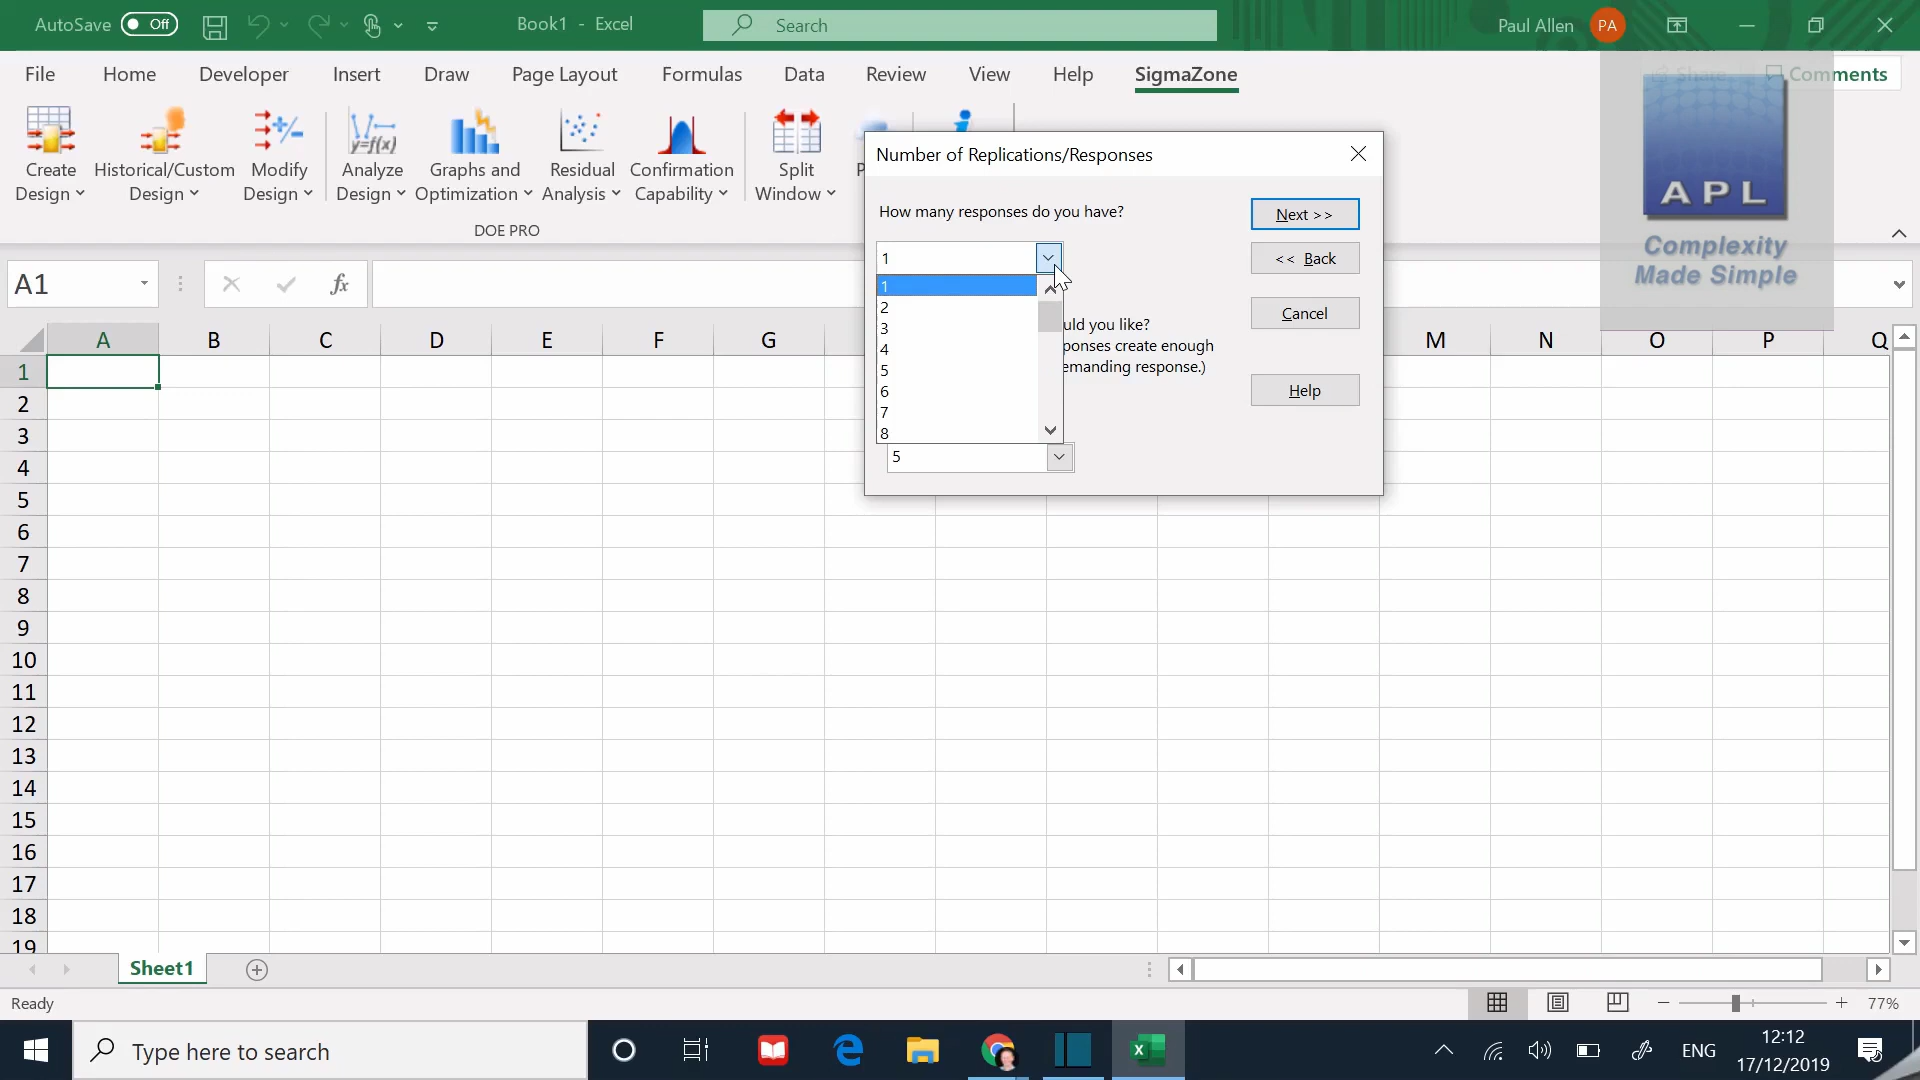 AutoSave Off Book1 - Excel Search Paul Allen PA
File Home Developer Insert Draw Page Layout Formulas Data Review View Help SigmaZone Share Comments
Create Design Historical/Custom Design Modify Design Analyze Design Graphs and Optimization Residual Analysis Confirmation Capability Split Window
y=f(x)
DOE PRO
APL
Complexity
Made Simple
Number of Replications/Responses
How many responses do you have?
Next >>
1
<< Back
1
2
3
4
5
6
7
8
uld you like?
ponses create enough
emanding response.)
Cancel
Help
5
A1 fx
A B C D E F G M N O P Q
1
2
3
4
5
6
7
8
9
10
11
12
13
14
15
16
17
18
19
Sheet1
Ready 77%
Type here to search ENG 12:12
17/12/2019